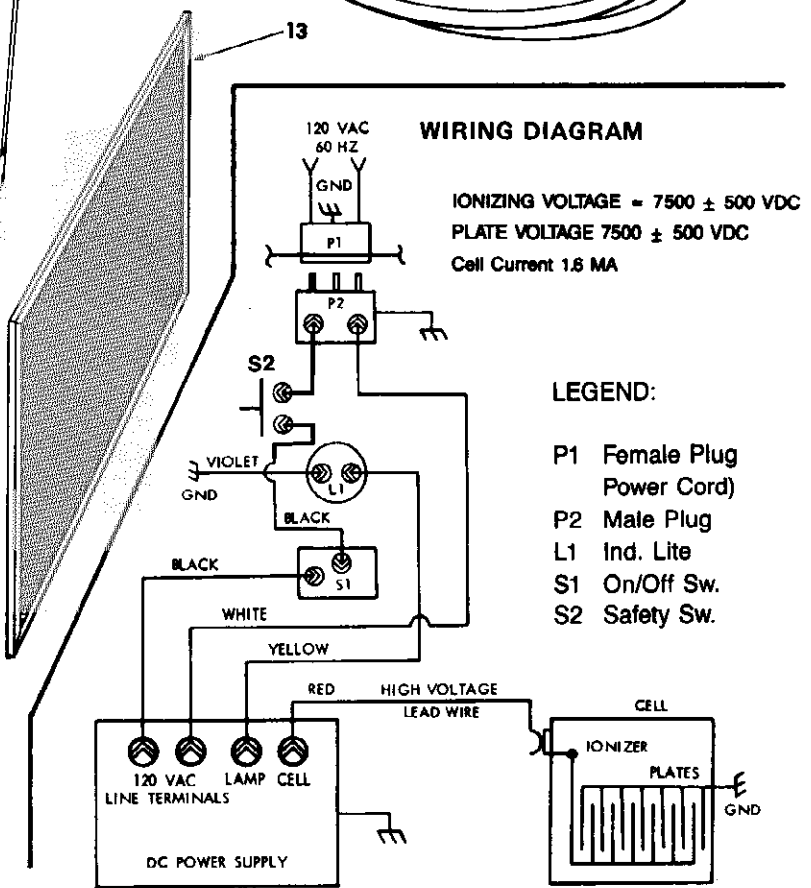 13
WIRING DIAGRAM
120 VAC
60 HZ
GND
P1
IONIZING VOLTAGE = 7500 ± 500 VDC
PLATE VOLTAGE 7500 ± 500 VDC
Cell Current 1.6 MA
P2
S2
VIOLET
GND
L1
BLACK
BLACK
S1
WHITE
YELLOW
LEGEND:
P1 Female Plug
Power Cord)
P2 Male Plug
L1 Ind. Lite
S1 On/Off Sw.
S2 Safety Sw.
RED HIGH VOLTAGE
LEAD WIRE
CELL
IONIZER
PLATES
GND
120 VAC LAMP CELL
LINE TERMINALS
DC POWER SUPPLY